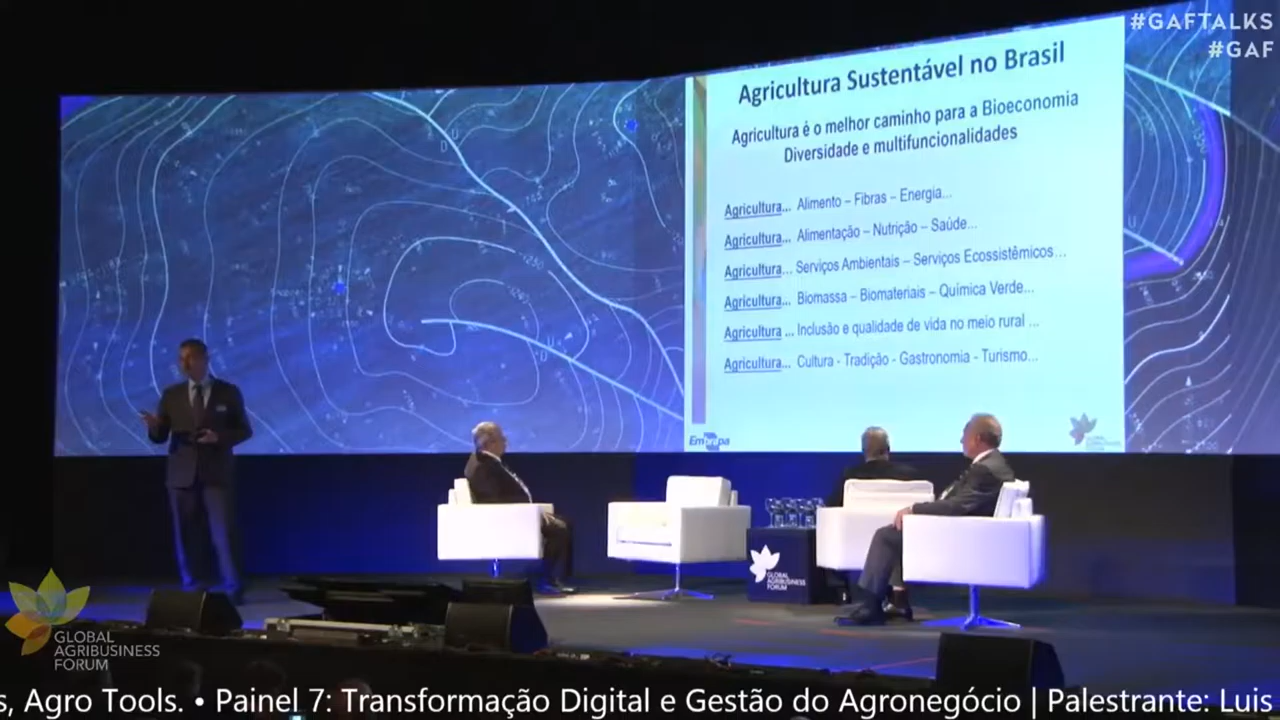 #GAFTALKS
#GAF
Agricultura Sustentável no Brasil
Agricultura é o melhor caminho para a Bioeconomia
Diversidade e multifuncionalidades
Agricultura... Alimento – Fibras – Energia...
Agricultura... Alimentação – Nutrição – Saúde...
Agricultura... Serviços Ambientais – Serviços Ecossistêmicos...
Agricultura... Biomassa – Biomateriais – Química Verde...
Agricultura ... Inclusão e qualidade de vida no meio rural ...
Agricultura... Cultura - Tradição - Gastronomia - Turismo...
Embrapa
GLOBAL
AGRIBUSINESS
FORUM
GLOBAL
AGRIBUSINESS
FORUM
s, Agro Tools. • Painel 7: Transformação Digital e Gestão do Agronegócio | Palestrante: Luis